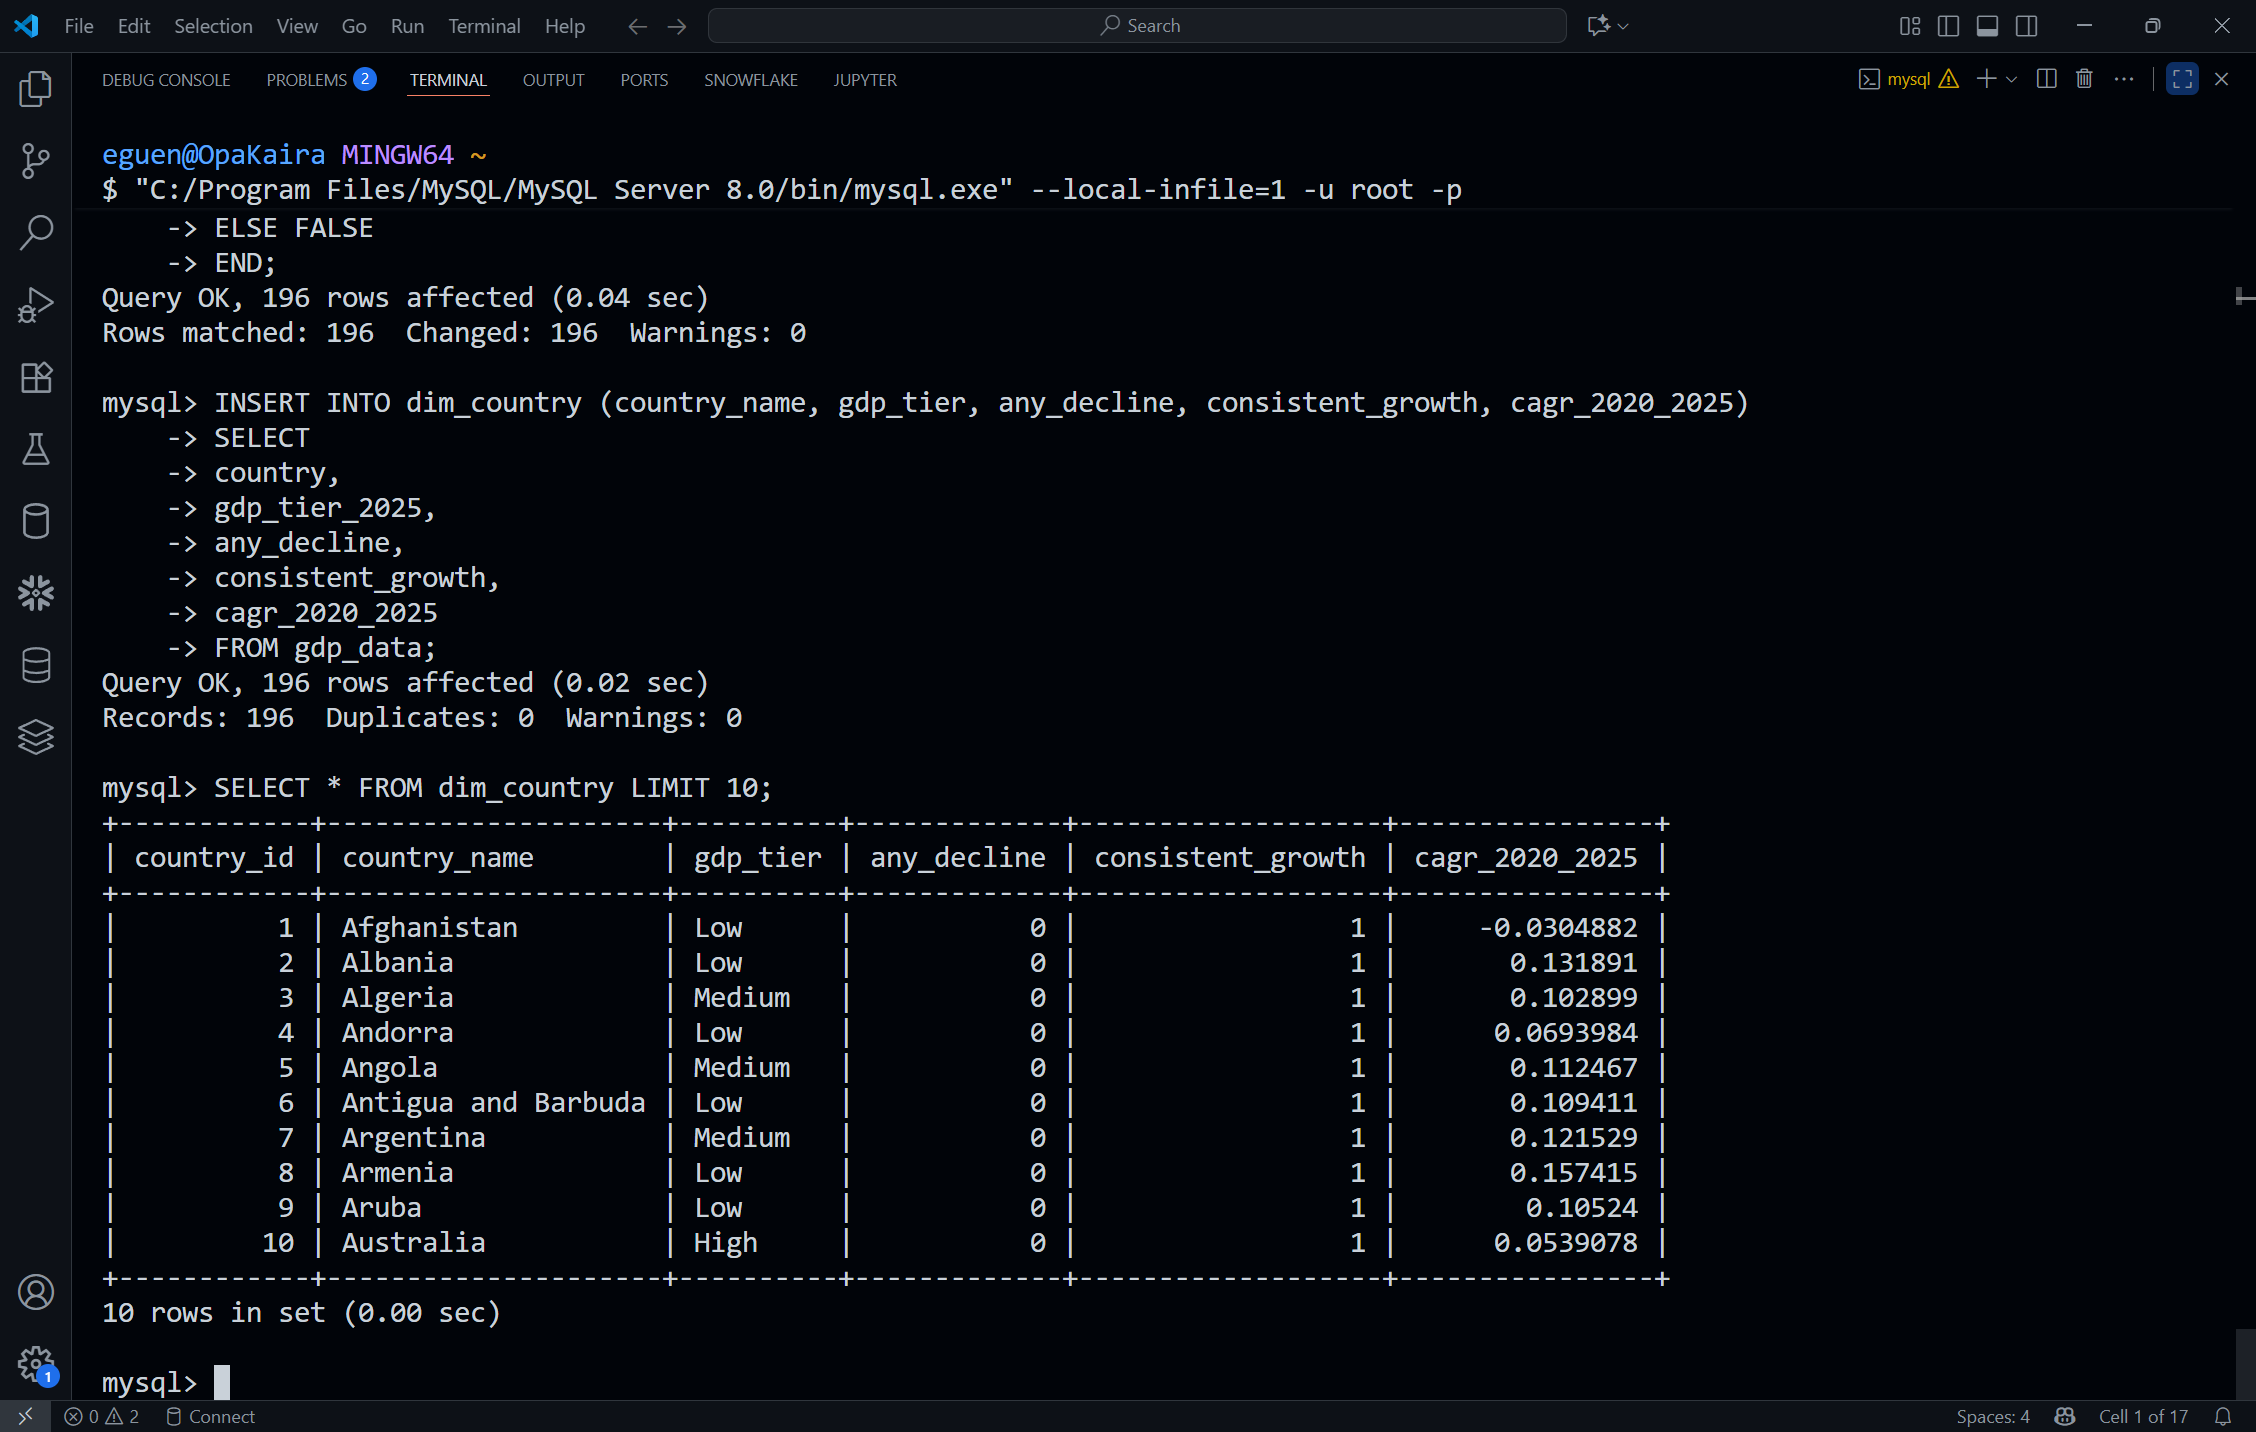 File Edit Selection View Go Run Terminal Help Search
DEBUG CONSOLE PROBLEMS 2 TERMINAL OUTPUT PORTS SNOWFLAKE JUPYTER mysql
eguen@OpaKaira MINGW64 ~
$ "C:/Program Files/MySQL/MySQL Server 8.0/bin/mysql.exe" --local-infile=1 -u root -p
    -> ELSE FALSE
    -> END;
Query OK, 196 rows affected (0.04 sec)
Rows matched: 196  Changed: 196  Warnings: 0
mysql> INSERT INTO dim_country (country_name, gdp_tier, any_decline, consistent_growth, cagr_2020_2025)
    -> SELECT
    -> country,
    -> gdp_tier_2025,
    -> any_decline,
    -> consistent_growth,
    -> cagr_2020_2025
    -> FROM gdp_data;
Query OK, 196 rows affected (0.02 sec)
Records: 196  Duplicates: 0  Warnings: 0
mysql> SELECT * FROM dim_country LIMIT 10;
+------------+---------------------+----------+-------------+-------------------+----------------+
| country_id | country_name        | gdp_tier | any_decline | consistent_growth | cagr_2020_2025 |
+------------+---------------------+----------+-------------+-------------------+----------------+
|          1 | Afghanistan         | Low      |           0 |                 1 |     -0.0304882 |
|          2 | Albania             | Low      |           0 |                 1 |       0.131891 |
|          3 | Algeria             | Medium   |           0 |                 1 |       0.102899 |
|          4 | Andorra             | Low      |           0 |                 1 |      0.0693984 |
|          5 | Angola              | Medium   |           0 |                 1 |       0.112467 |
|          6 | Antigua and Barbuda | Low      |           0 |                 1 |       0.109411 |
|          7 | Argentina           | Medium   |           0 |                 1 |       0.121529 |
|          8 | Armenia             | Low      |           0 |                 1 |       0.157415 |
|          9 | Aruba               | Low      |           0 |                 1 |        0.10524 |
|         10 | Australia           | High     |           0 |                 1 |      0.0539078 |
+------------+---------------------+----------+-------------+-------------------+----------------+
10 rows in set (0.00 sec)
mysql>
1
0 2 Connect Spaces: 4 Cell 1 of 17